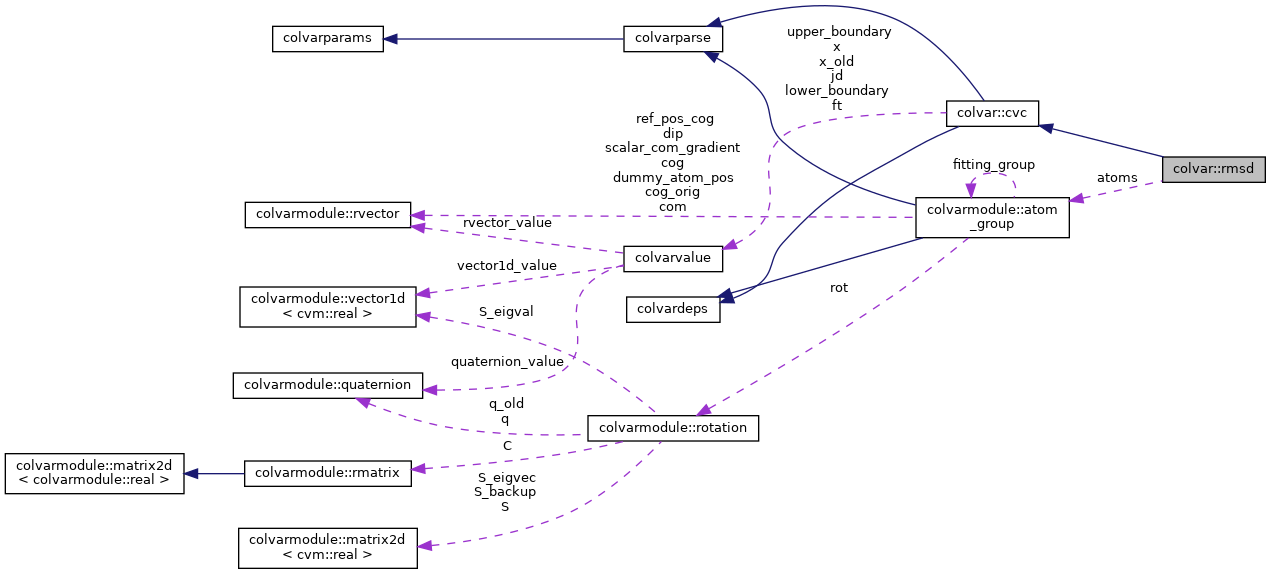 colvarparams
colvarparse
upper_boundary
x
x_old
jd
lower_boundary
ft
colvar::cvc
colvar::rmsd
ref_pos_cog
dip
scalar_com_gradient
cog
dummy_atom_pos
cog_orig
com
fitting_group
atoms
colvarmodule::rvector
colvarmodule::atom
_group
rvector_value
colvarvalue
vector1d_value
colvarmodule::vector1d
< cvm::real >
colvardeps
rot
S_eigval
quaternion_value
colvarmodule::quaternion
q_old
q
colvarmodule::rotation
C
colvarmodule::matrix2d
< colvarmodule::real >
colvarmodule::rmatrix
S_eigvec
S_backup
S
colvarmodule::matrix2d
< cvm::real >